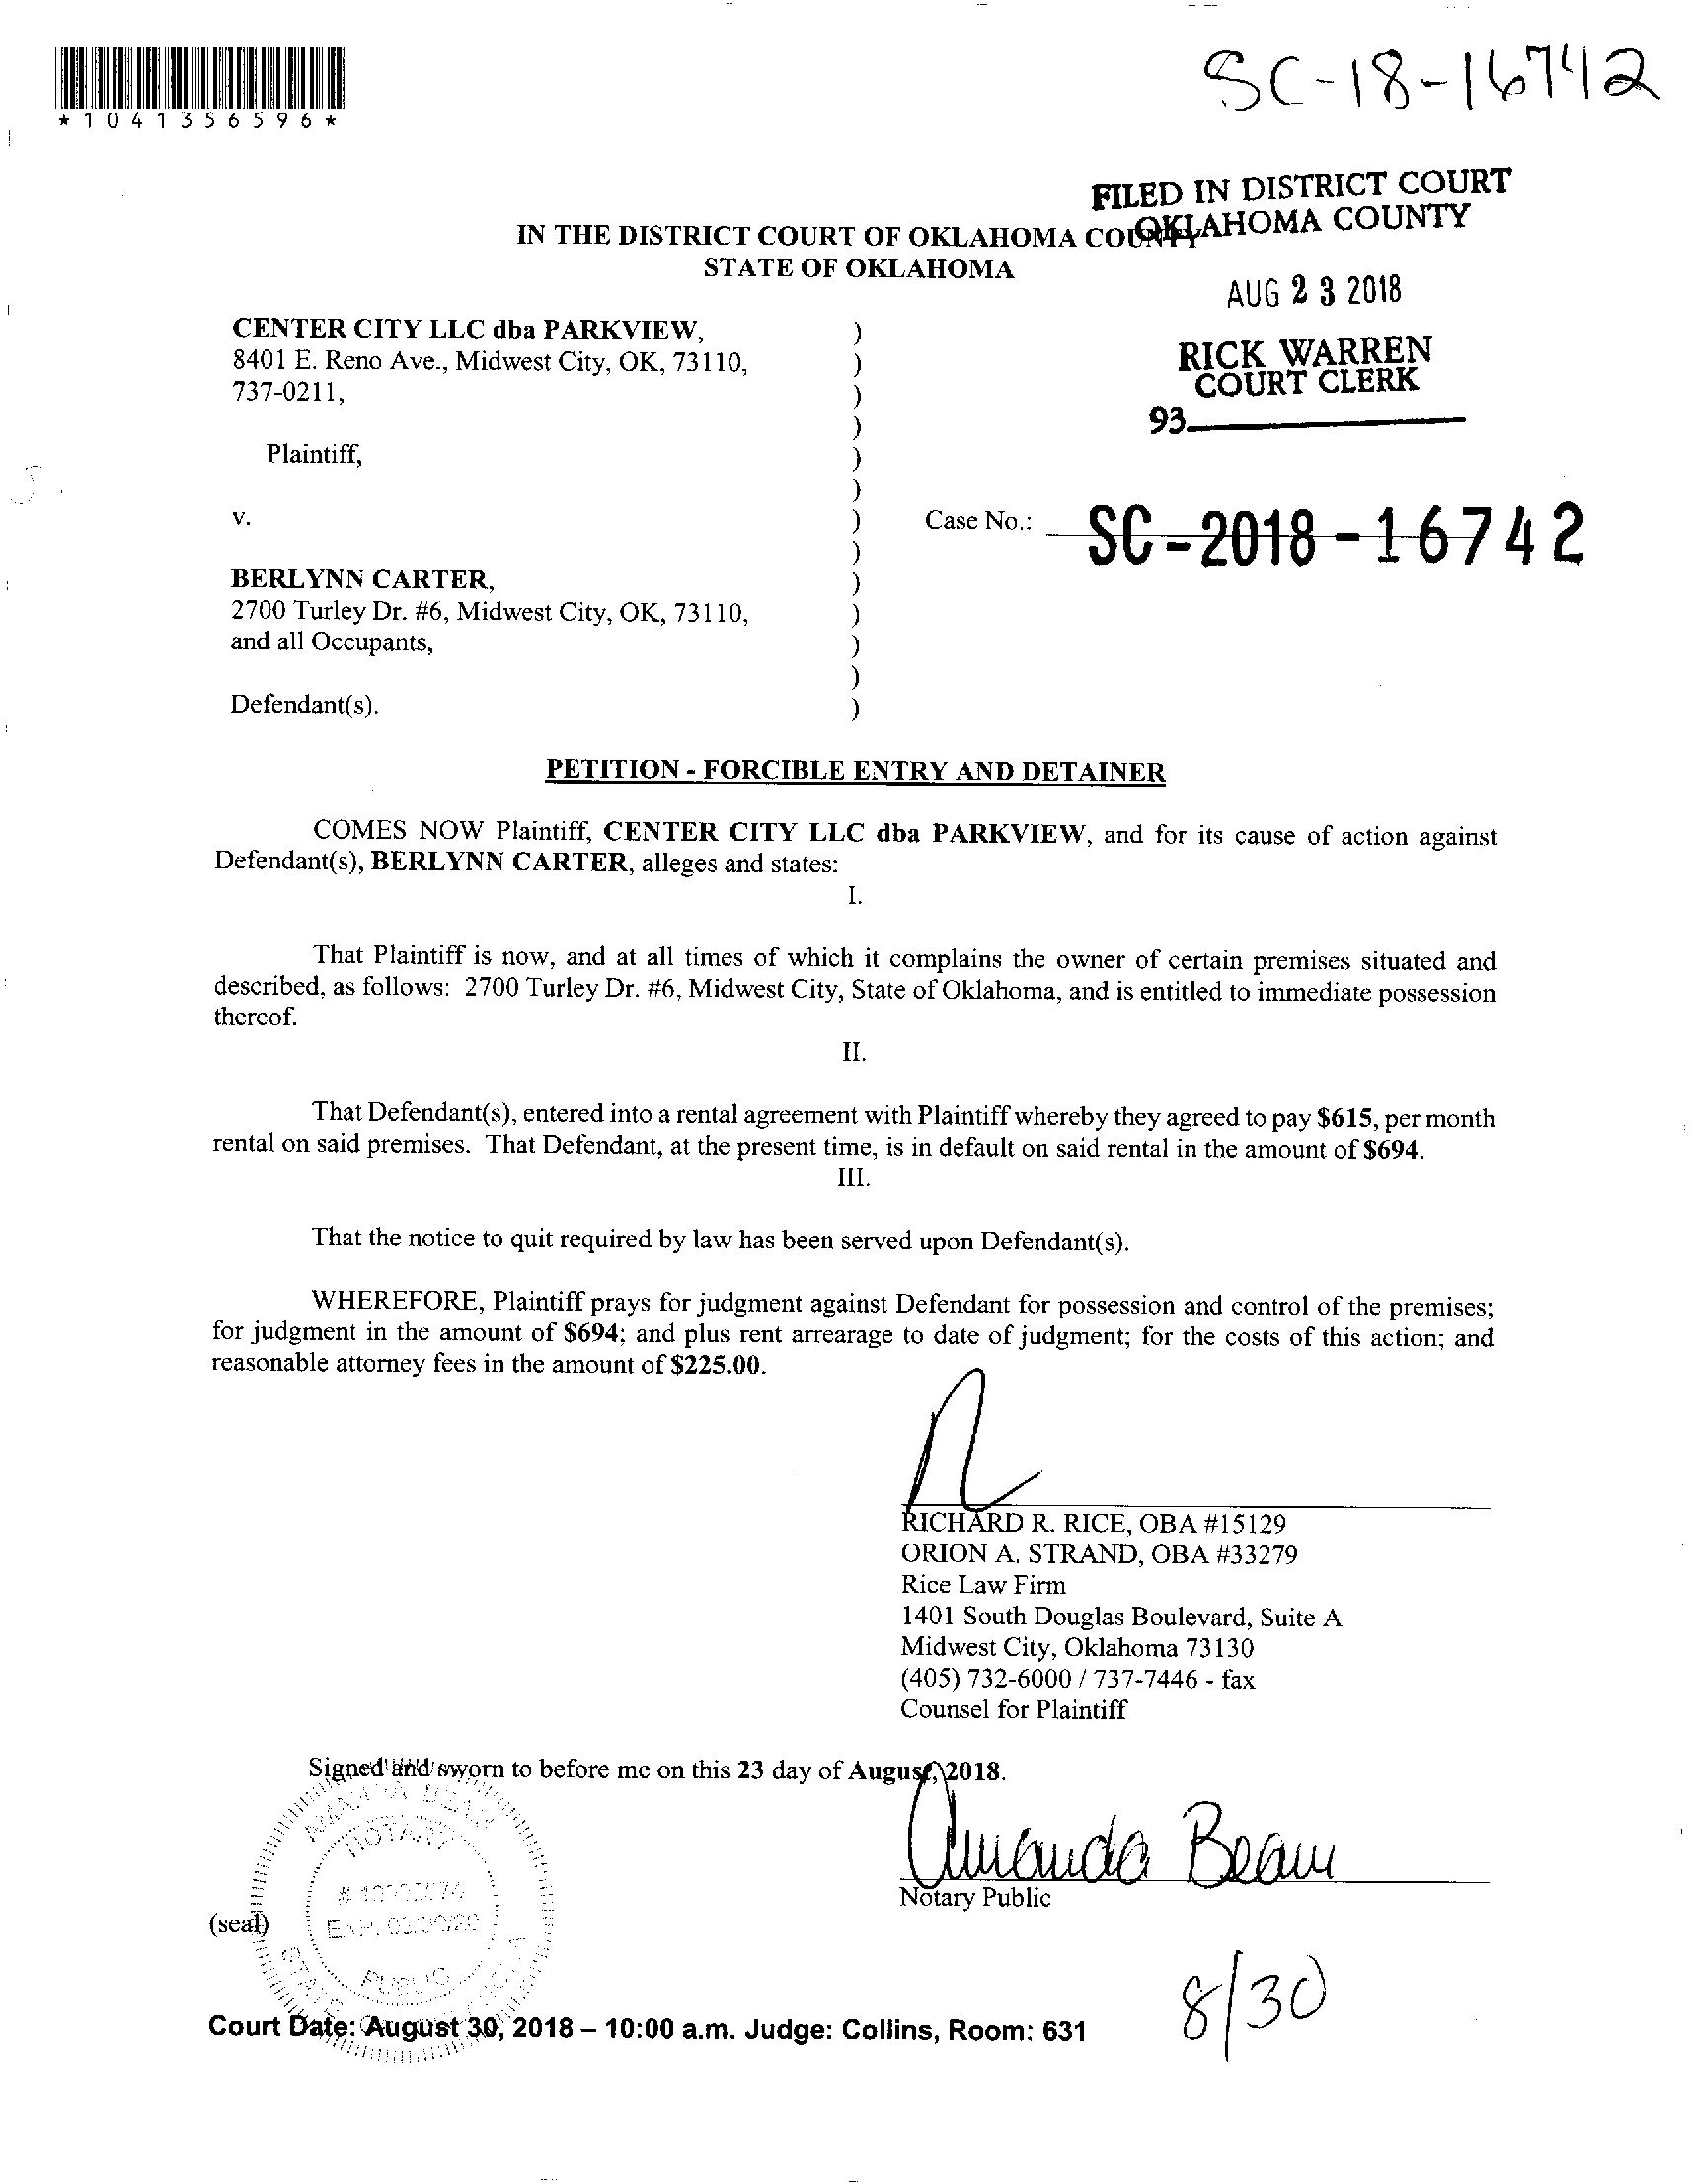 *1041356596*
SC-18-16742
FILED IN DISTRICT COURT
OKLAHOMA COUNTY
IN THE DISTRICT COURT OF OKLAHOMA COUNTY
STATE OF OKLAHOMA
AUG 23 2018
RICK WARREN
COURT CLERK
93
CENTER CITY LLC dba PARKVIEW, )
8401 E. Reno Ave., Midwest City, OK, 73110, )
737-0211, )
)
Plaintiff, )
)
v. ) Case No.: SC-2018-16742
)
BERLYNN CARTER, )
2700 Turley Dr. #6, Midwest City, OK, 73110, )
and all Occupants, )
)
Defendant(s). )
PETITION - FORCIBLE ENTRY AND DETAINER
COMES NOW Plaintiff, CENTER CITY LLC dba PARKVIEW, and for its cause of action against
Defendant(s), BERLYNN CARTER, alleges and states:
I.
That Plaintiff is now, and at all times of which it complains the owner of certain premises situated and
described, as follows: 2700 Turley Dr. #6, Midwest City, State of Oklahoma, and is entitled to immediate possession
thereof.
II.
That Defendant(s), entered into a rental agreement with Plaintiff whereby they agreed to pay $615, per month
rental on said premises. That Defendant, at the present time, is in default on said rental in the amount of $694.
III.
That the notice to quit required by law has been served upon Defendant(s).
WHEREFORE, Plaintiff prays for judgment against Defendant for possession and control of the premises;
for judgment in the amount of $694; and plus rent arrearage to date of judgment; for the costs of this action; and
reasonable attorney fees in the amount of $225.00.
RICHARD R. RICE, OBA #15129
ORION A. STRAND, OBA #33279
Rice Law Firm
1401 South Douglas Boulevard, Suite A
Midwest City, Oklahoma 73130
(405) 732-6000 / 737-7446 - fax
Counsel for Plaintiff
Signed and sworn to before me on this 23 day of August, 2018.
Amanda Beam
Notary Public
NOTARY
PUBLIC
(seal)
8/30
Court Date: August 30, 2018 – 10:00 a.m. Judge: Collins, Room: 631